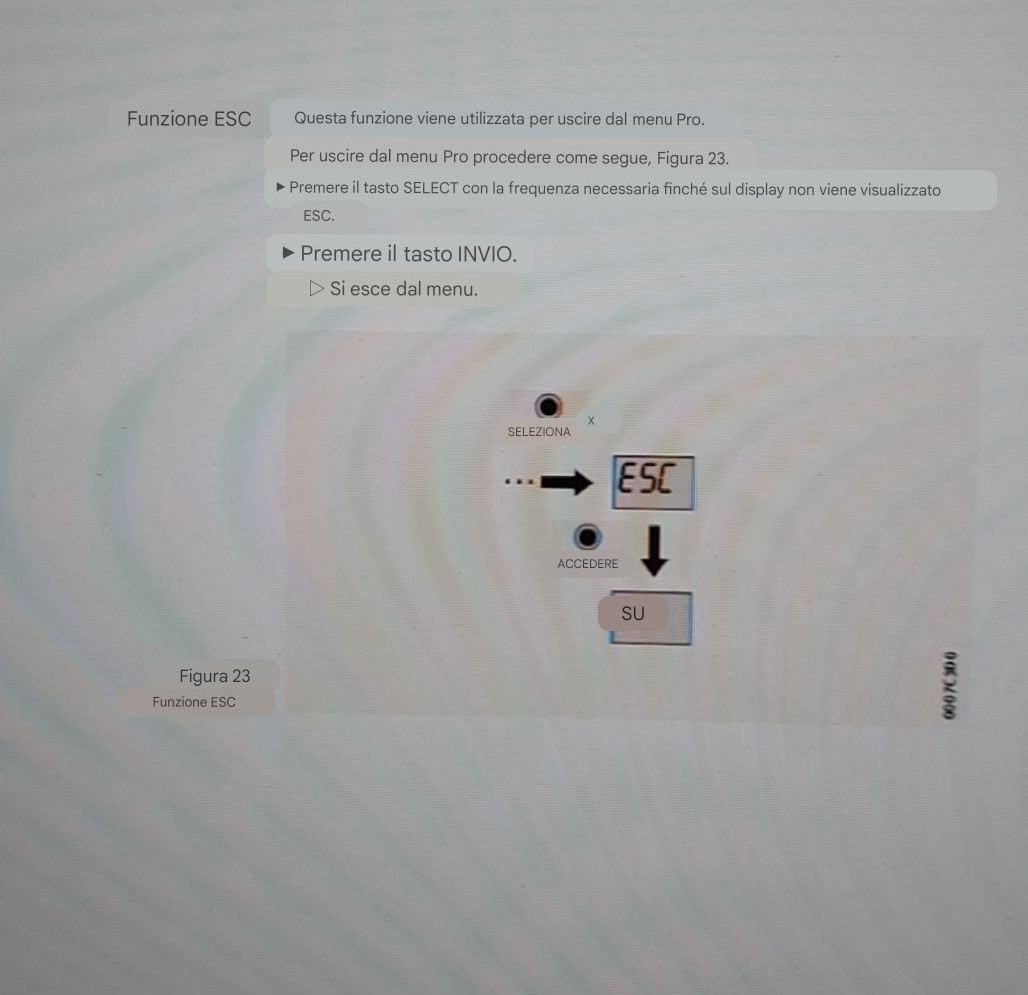 Funzione ESC
Questa funzione viene utilizzata per uscire dal menu Pro.
Per uscire dal menu Pro procedere come segue, Figura 23.
▶ Premere il tasto SELECT con la frequenza necessaria finché sul display non viene visualizzato
ESC.
▶ Premere il tasto INVIO.
▷ Si esce dal menu.
X
SELEZIONA
ESC
ACCEDERE
SU
Figura 23
Funzione ESC
0007C3D0